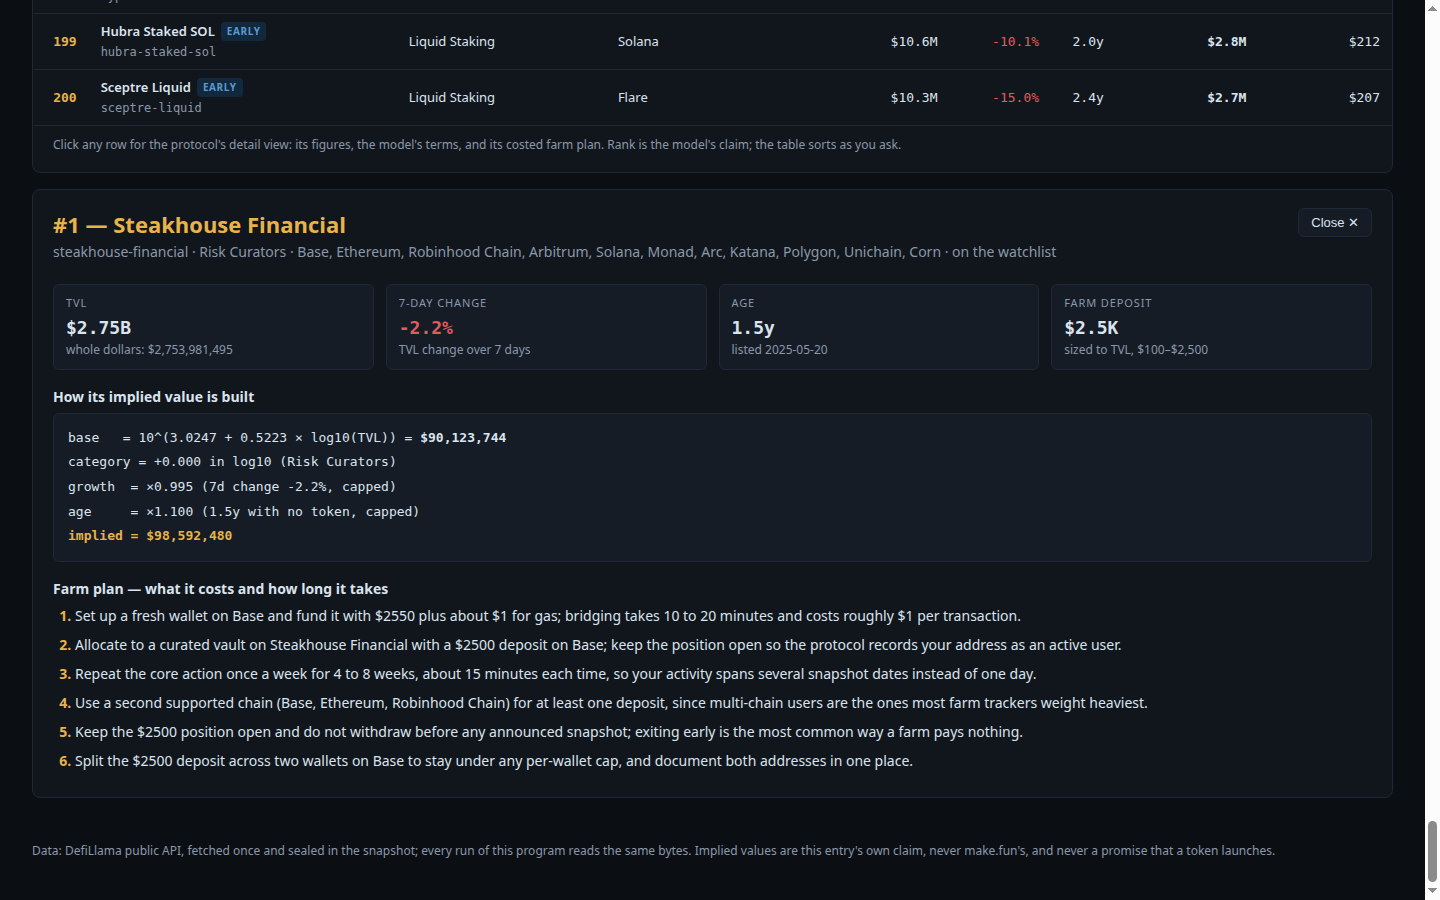 199 Hubra Staked SOL EARLY Liquid Staking Solana $10.6M -10.1% 2.0y $2.8M $212
hubra-staked-sol
200 Sceptre Liquid EARLY Liquid Staking Flare $10.3M -15.0% 2.4y $2.7M $207
sceptre-liquid
Click any row for the protocol's detail view: its figures, the model's terms, and its costed farm plan. Rank is the model's claim; the table sorts as you ask.
#1 — Steakhouse Financial
Close ✕
steakhouse-financial · Risk Curators · Base, Ethereum, Robinhood Chain, Arbitrum, Solana, Monad, Arc, Katana, Polygon, Unichain, Corn · on the watchlist
TVL
$2.75B
whole dollars: $2,753,981,495
7-DAY CHANGE
-2.2%
TVL change over 7 days
AGE
1.5y
listed 2025-05-20
FARM DEPOSIT
$2.5K
sized to TVL, $100–$2,500
How its implied value is built
base = 10^(3.0247 + 0.5223 × log10(TVL)) = $90,123,744
category = +0.000 in log10 (Risk Curators)
growth = ×0.995 (7d change -2.2%, capped)
age = ×1.100 (1.5y with no token, capped)
implied = $98,592,480
Farm plan — what it costs and how long it takes
1. Set up a fresh wallet on Base and fund it with $2550 plus about $1 for gas; bridging takes 10 to 20 minutes and costs roughly $1 per transaction.
2. Allocate to a curated vault on Steakhouse Financial with a $2500 deposit on Base; keep the position open so the protocol records your address as an active user.
3. Repeat the core action once a week for 4 to 8 weeks, about 15 minutes each time, so your activity spans several snapshot dates instead of one day.
4. Use a second supported chain (Base, Ethereum, Robinhood Chain) for at least one deposit, since multi-chain users are the ones most farm trackers weight heaviest.
5. Keep the $2500 position open and do not withdraw before any announced snapshot; exiting early is the most common way a farm pays nothing.
6. Split the $2500 deposit across two wallets on Base to stay under any per-wallet cap, and document both addresses in one place.
Data: DefiLlama public API, fetched once and sealed in the snapshot; every run of this program reads the same bytes. Implied values are this entry's own claim, never make.fun's, and never a promise that a token launches.